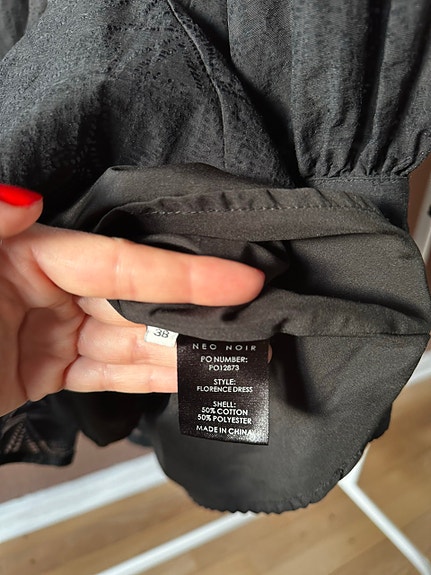 38
NEO NOIR
PO NUMBER:
PO12873
STYLE:
FLORENCE DRESS
SHELL:
50% COTTON
50% POLYESTER
MADE IN CHINA